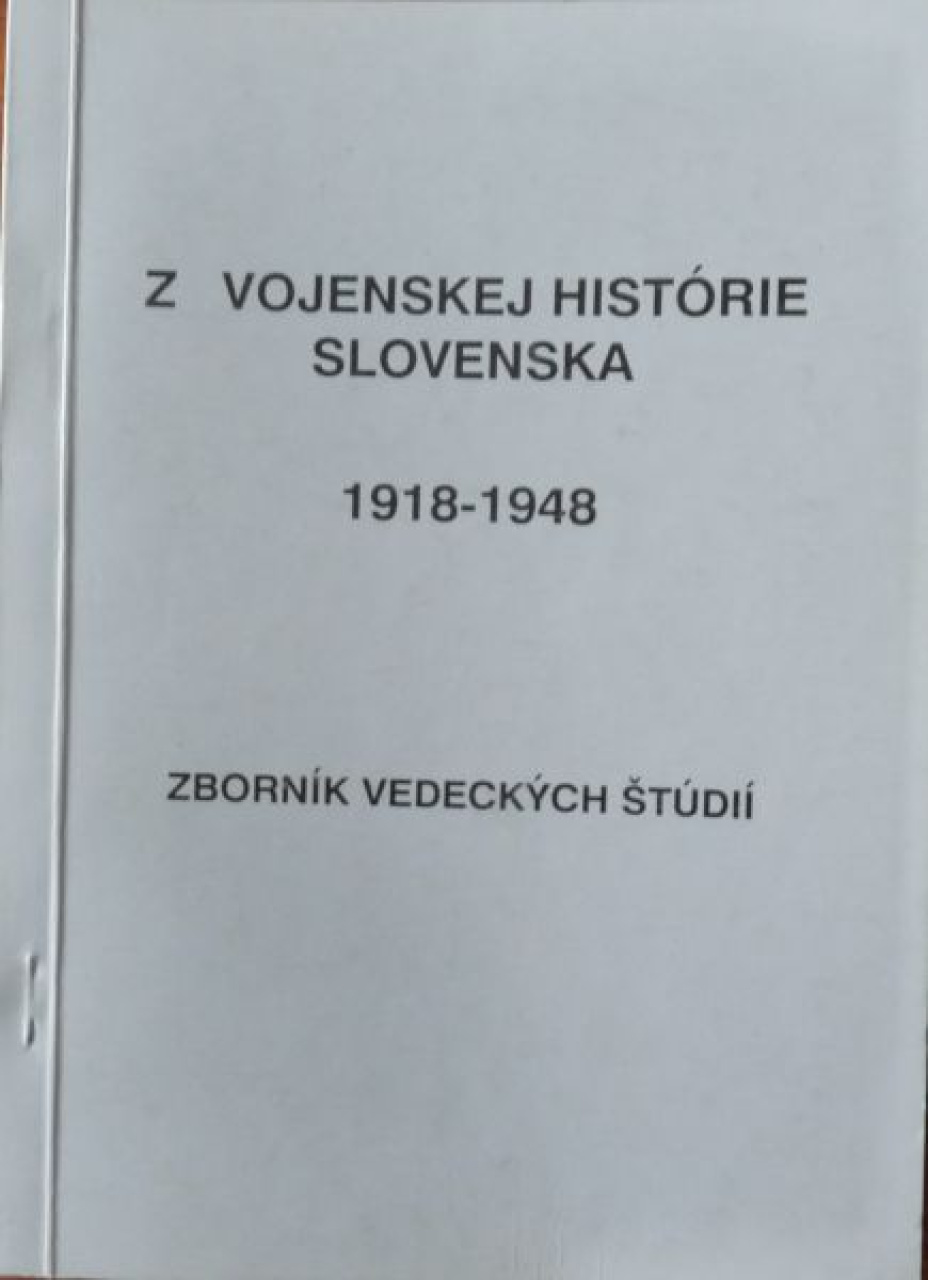 Z VOJENSKEJ HISTÓRIE
SLOVENSKA
1918-1948
ZBORNÍK VEDECKÝCH ŠTÚDIÍ